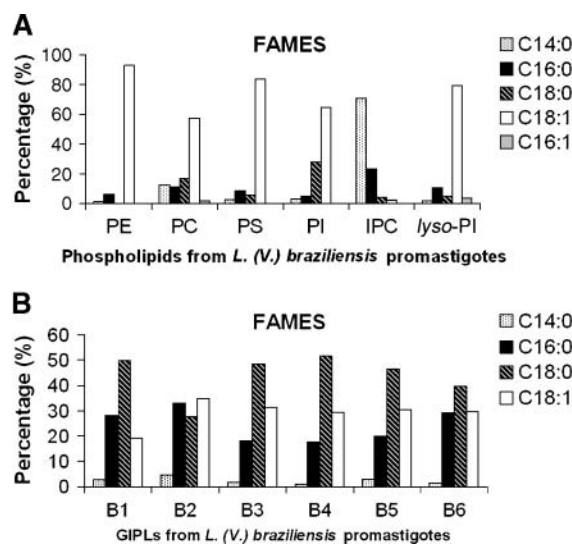 A
FAMES
Percentage (%)
100
80
60
40
20
0
PE PC PS PI IPC lyso-PI
Phospholipids from L. (V.) braziliensis promastigotes
C14:0
C16:0
C18:0
C18:1
C16:1
B
FAMES
Percentage (%)
60
50
40
30
20
10
0
B1 B2 B3 B4 B5 B6
GIPLs from L. (V.) braziliensis promastigotes
C14:0
C16:0
C18:0
C18:1